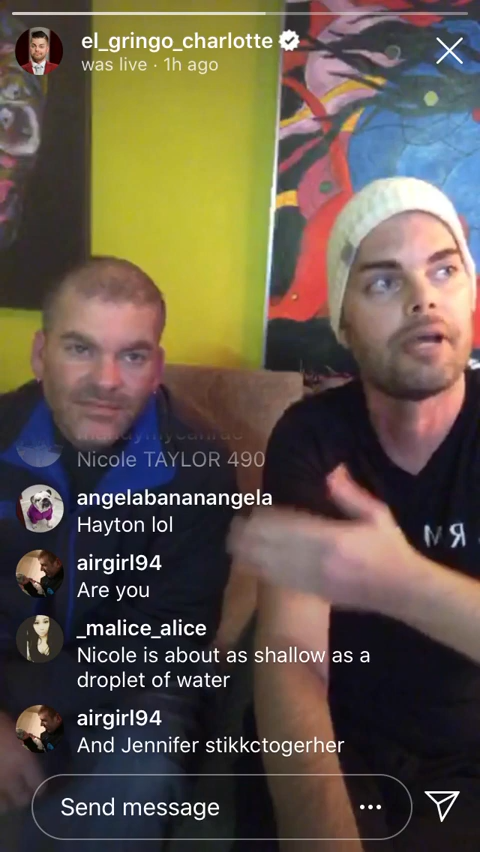 el_gringo_charlotte
was live · 1h ago
Nicole TAYLOR 490
angelabananangela
Hayton lol
airgirl94
Are you
_malice_alice
Nicole is about as shallow as a
droplet of water
airgirl94
And Jennifer stikkctogerher
Send message